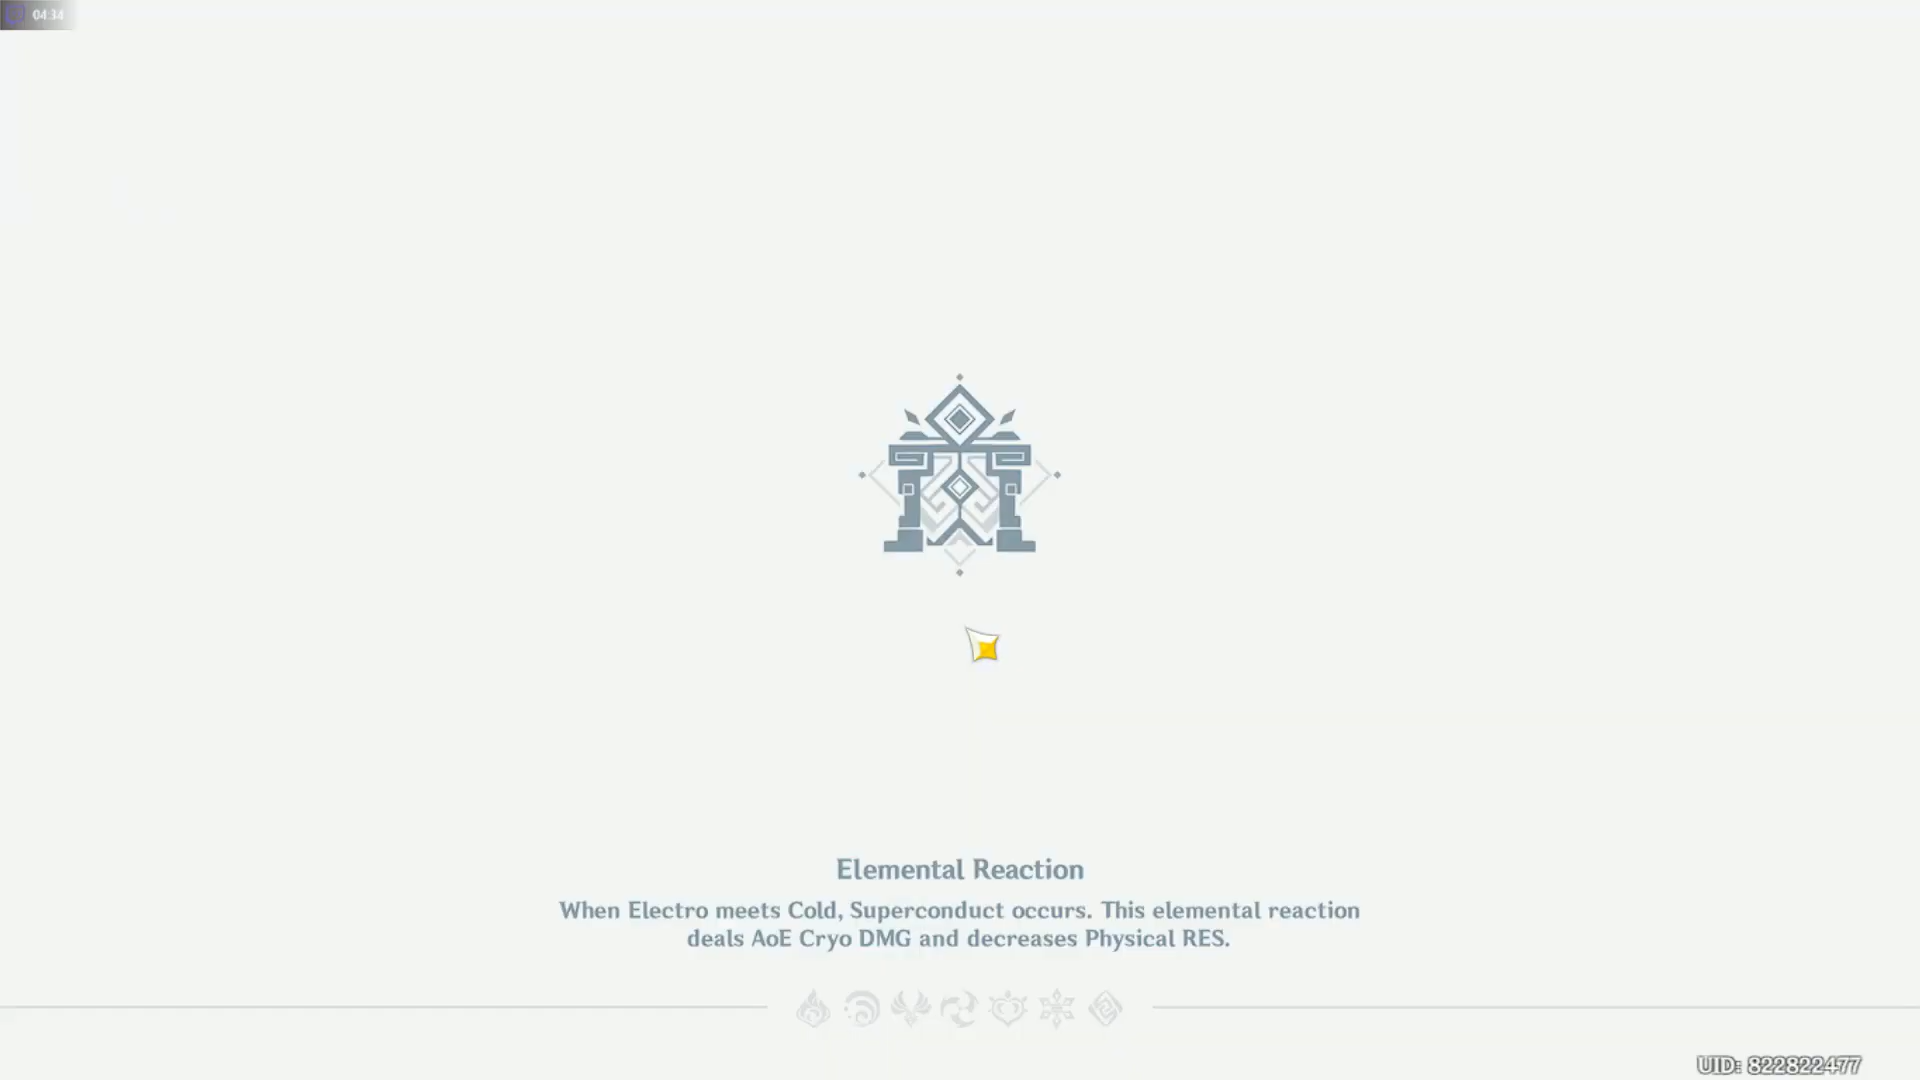 04:34
Elemental Reaction
When Electro meets Cold, Superconduct occurs. This elemental reaction
deals AoE Cryo DMG and decreases Physical RES.
UID: 822822477